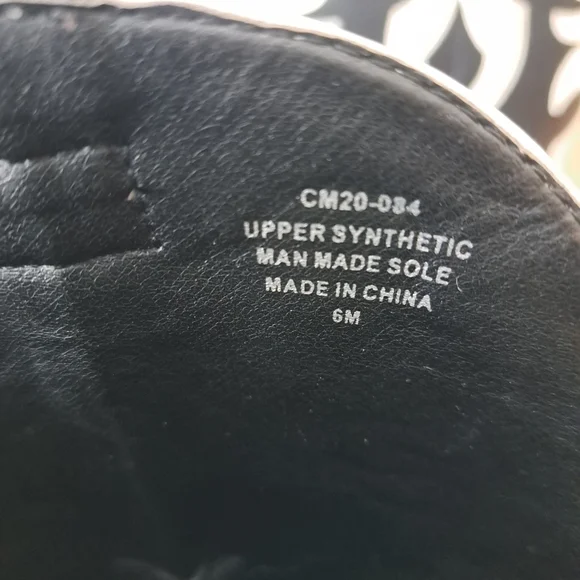 CM20-084
UPPER SYNTHETIC
MAN MADE SOLE
MADE IN CHINA
6M